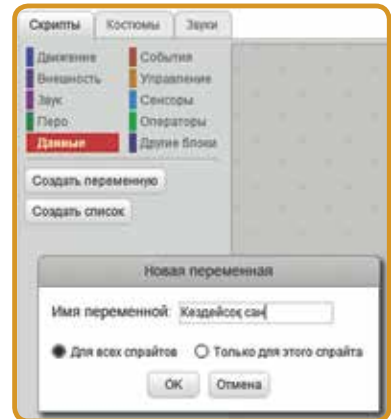 Скрипты Костюмы Звуки
Движение События
Внешность Управление
Звук Сенсоры
Перо Операторы
Данные Другие блоки
Создать переменную
Создать список
Новая переменная
Имя переменной: Кездейсоқ сан
Для всех спрайтов Только для этого спрайта
OK Отмена